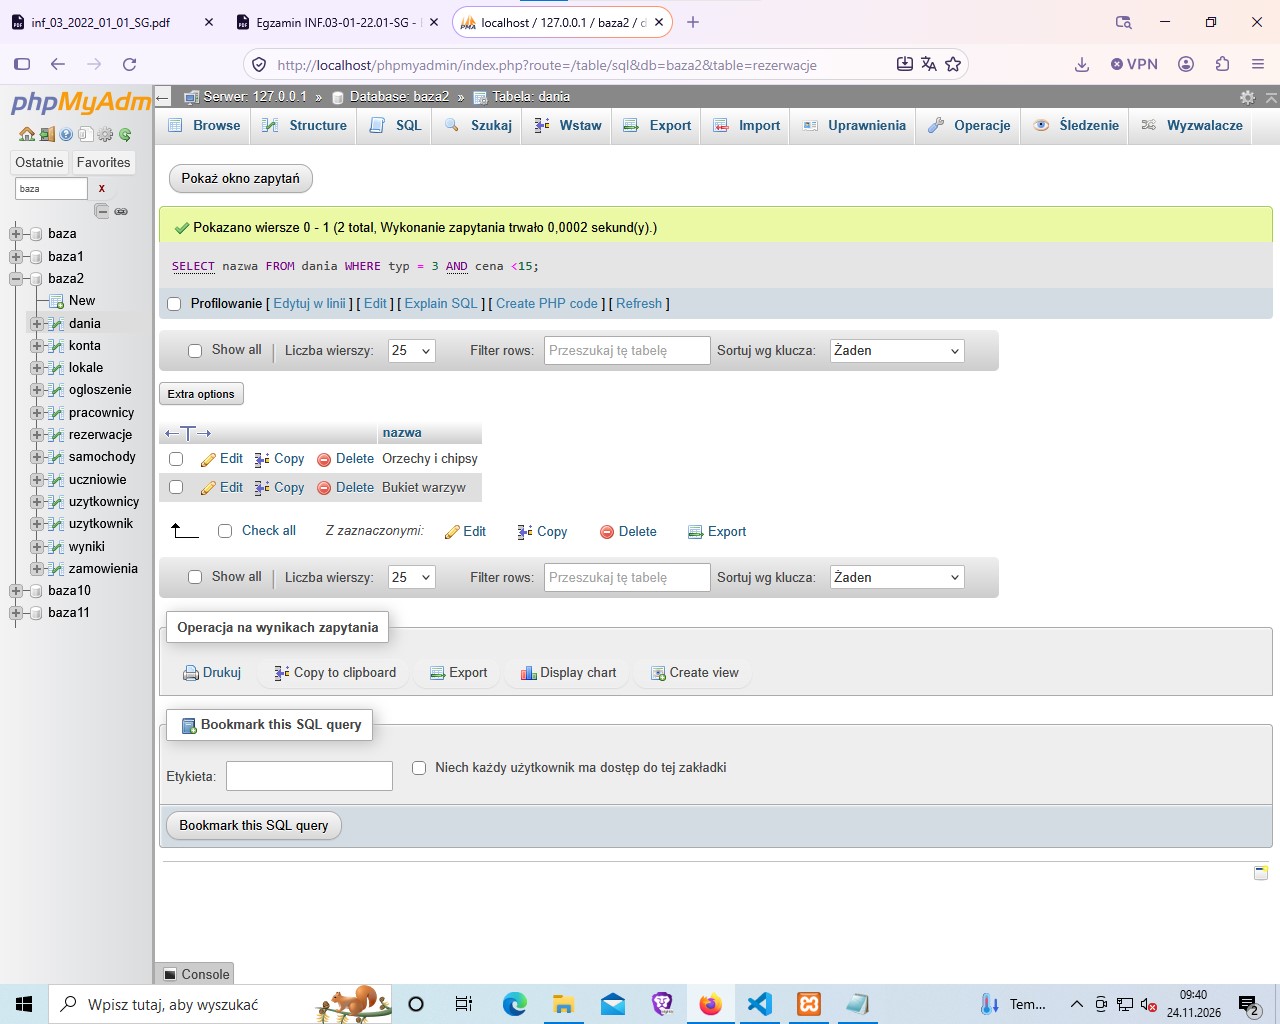 inf_03_2022_01_01_SG.pdf
Egzamin INF.03-01-22.01-SG -
localhost / 127.0.0.1 / baza2 / d
http://localhost/phpmyadmin/index.php?route=/table/sql&db=baza2&table=rezerwacje
VPN
phpMyAdm
Serwer: 127.0.0.1 » Database: baza2 » Tabela: dania
Browse Structure SQL Szukaj Wstaw Export Import Uprawnienia Operacje Śledzenie Wyzwalacze
Ostatnie Favorites
baza X
baza
baza1
baza2
New
dania
konta
lokale
ogloszenie
pracownicy
rezerwacje
samochody
uczniowie
uzytkownicy
uzytkownik
wyniki
zamowienia
baza10
baza11
Pokaż okno zapytań
Pokazano wiersze 0 - 1 (2 total, Wykonanie zapytania trwało 0,0002 sekund(y).)
SELECT nazwa FROM dania WHERE typ = 3 AND cena <15;
Profilowanie [ Edytuj w linii ] [ Edit ] [ Explain SQL ] [ Create PHP code ] [ Refresh ]
Show all Liczba wierszy: 25 Filter rows: Przeszukaj tę tabelę Sortuj wg klucza: Żaden
Extra options
nazwa
Edit Copy Delete Orzechy i chipsy
Edit Copy Delete Bukiet warzyw
Check all Z zaznaczonymi: Edit Copy Delete Export
Show all Liczba wierszy: 25 Filter rows: Przeszukaj tę tabelę Sortuj wg klucza: Żaden
Operacja na wynikach zapytania
Drukuj Copy to clipboard Export Display chart Create view
Bookmark this SQL query
Etykieta: Niech każdy użytkownik ma dostęp do tej zakładki
Bookmark this SQL query
Console
Wpisz tutaj, aby wyszukać
Tem...
09:40
24.11.2026
2